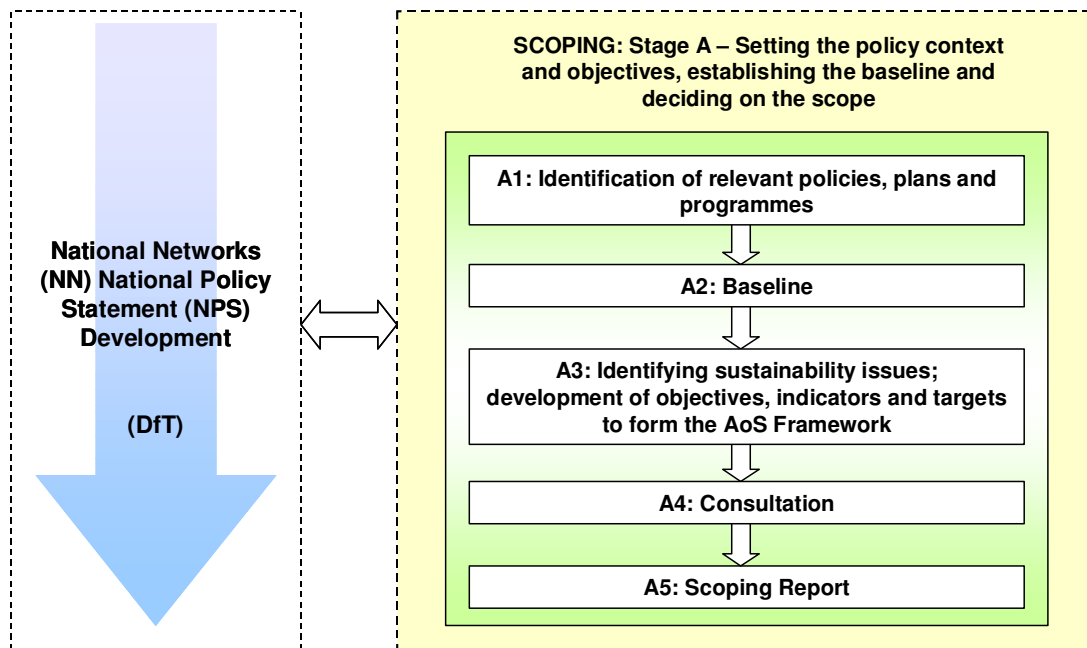 National Networks
(NN) National Policy
Statement (NPS)
Development
(DfT)
SCOPING: Stage A – Setting the policy context
and objectives, establishing the baseline and
deciding on the scope
A1: Identification of relevant policies, plans and
programmes
A2: Baseline
A3: Identifying sustainability issues;
development of objectives, indicators and targets
to form the AoS Framework
A4: Consultation
A5: Scoping Report